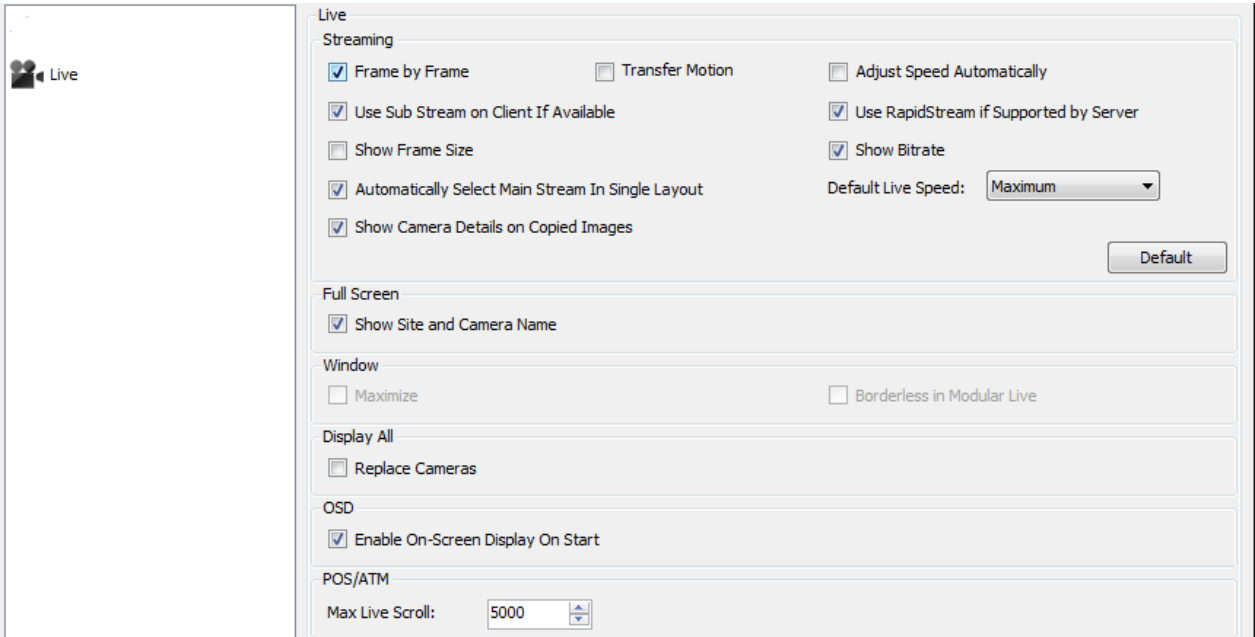 Live
Live
Streaming
Frame by Frame Transfer Motion Adjust Speed Automatically
Use Sub Stream on Client If Available Use RapidStream if Supported by Server
Show Frame Size Show Bitrate
Automatically Select Main Stream In Single Layout Default Live Speed: Maximum
Show Camera Details on Copied Images
Default
Full Screen
Show Site and Camera Name
Window
Maximize Borderless in Modular Live
Display All
Replace Cameras
OSD
Enable On-Screen Display On Start
POS/ATM
Max Live Scroll: 5000